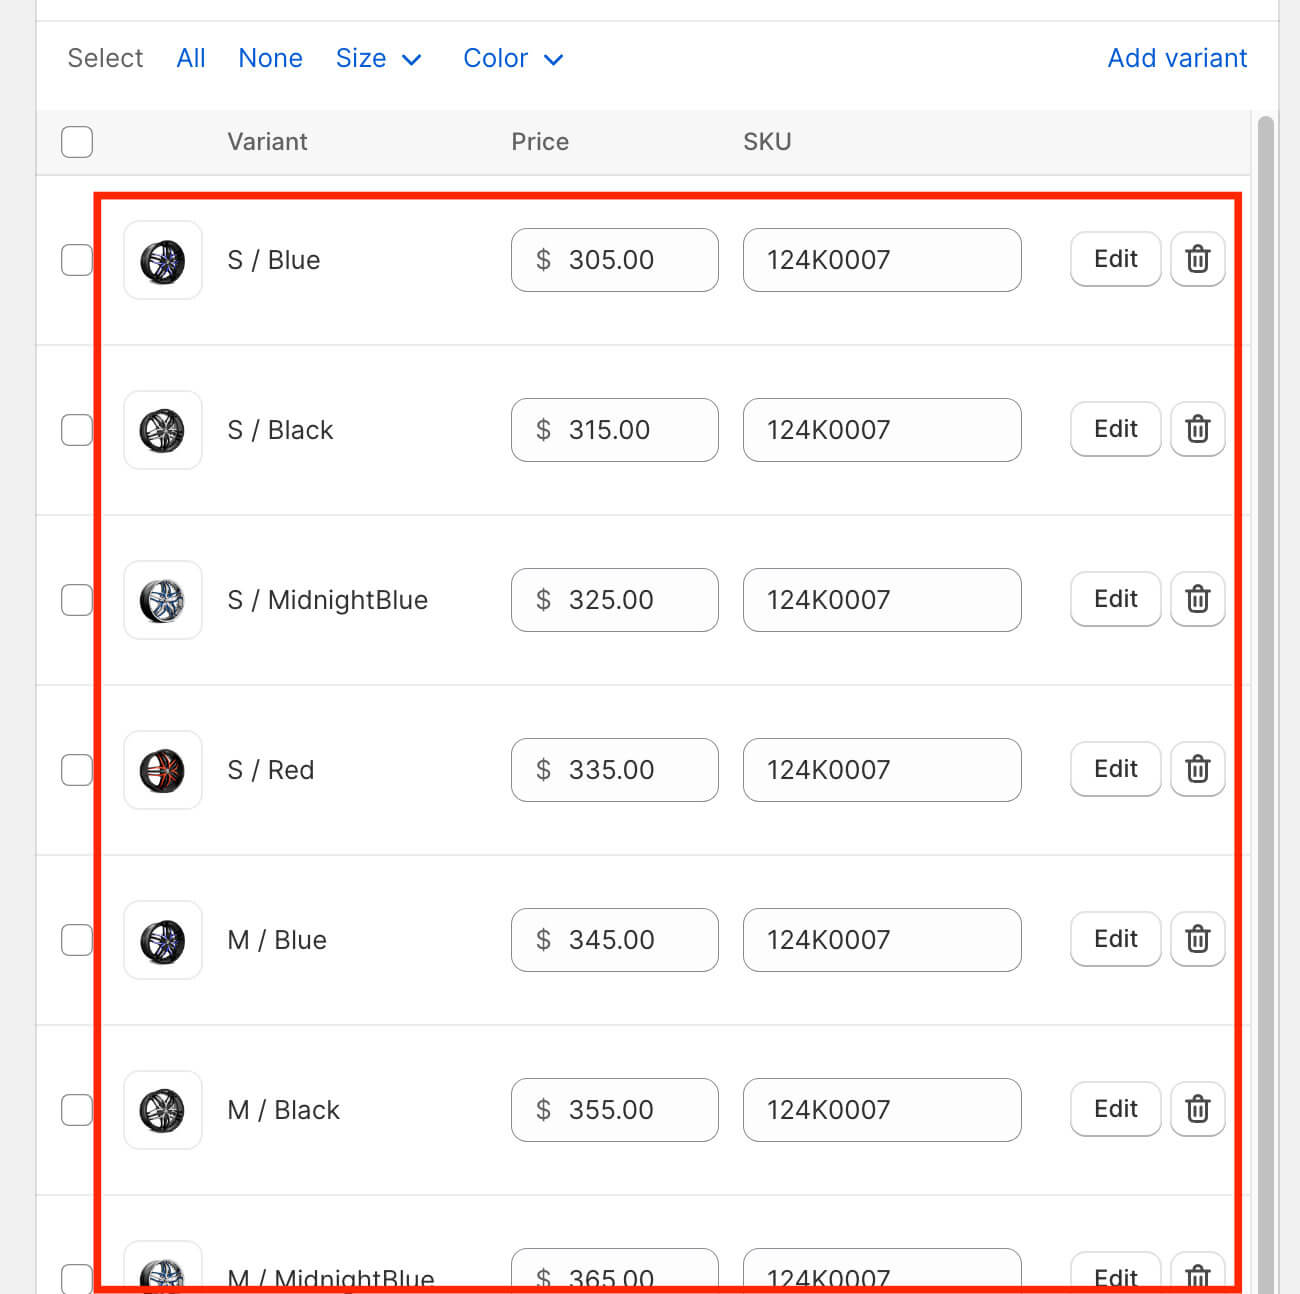 Select All None Size Color Add variant
Variant Price SKU
S / Blue $ 305.00 124K0007 Edit
S / Black $ 315.00 124K0007 Edit
S / MidnightBlue $ 325.00 124K0007 Edit
S / Red $ 335.00 124K0007 Edit
M / Blue $ 345.00 124K0007 Edit
M / Black $ 355.00 124K0007 Edit
M / MidnightBlue $ 365.00 124K0007 Edit